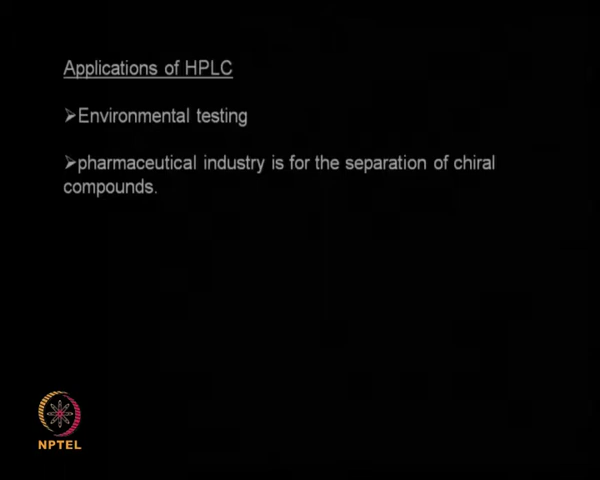 Applications of HPLC
➢Environmental testing
➢pharmaceutical industry is for the separation of chiral
compounds.
NPTEL